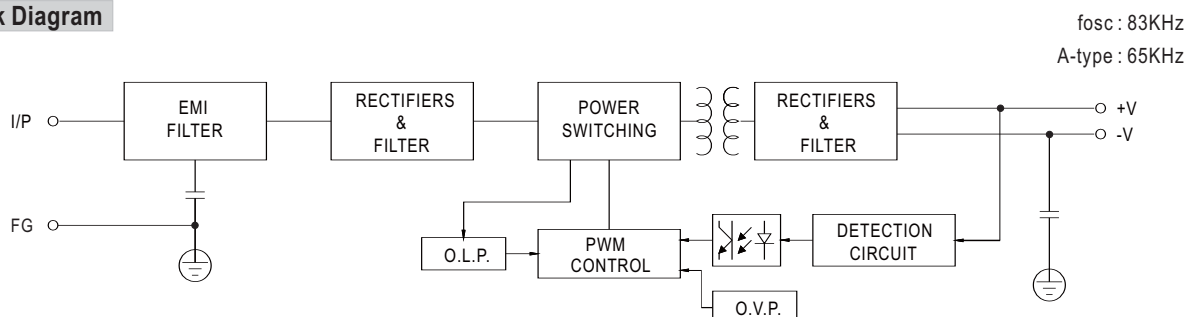 k Diagram
fosc : 83KHz
A-type : 65KHz
EMI
FILTER
RECTIFIERS
&
FILTER
POWER
SWITCHING
RECTIFIERS
&
FILTER
I/P
+V
-V
FG
O.L.P.
PWM
CONTROL
DETECTION
CIRCUIT
O.V.P.